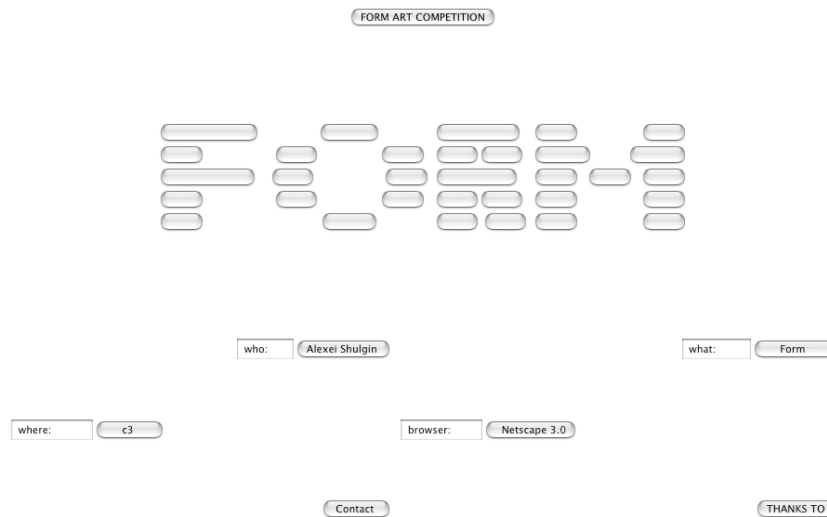 FORM ART COMPETITION
FORM
who: Alexei Shulgin what: Form
where: c3 browser: Netscape 3.0
Contact THANKS TO